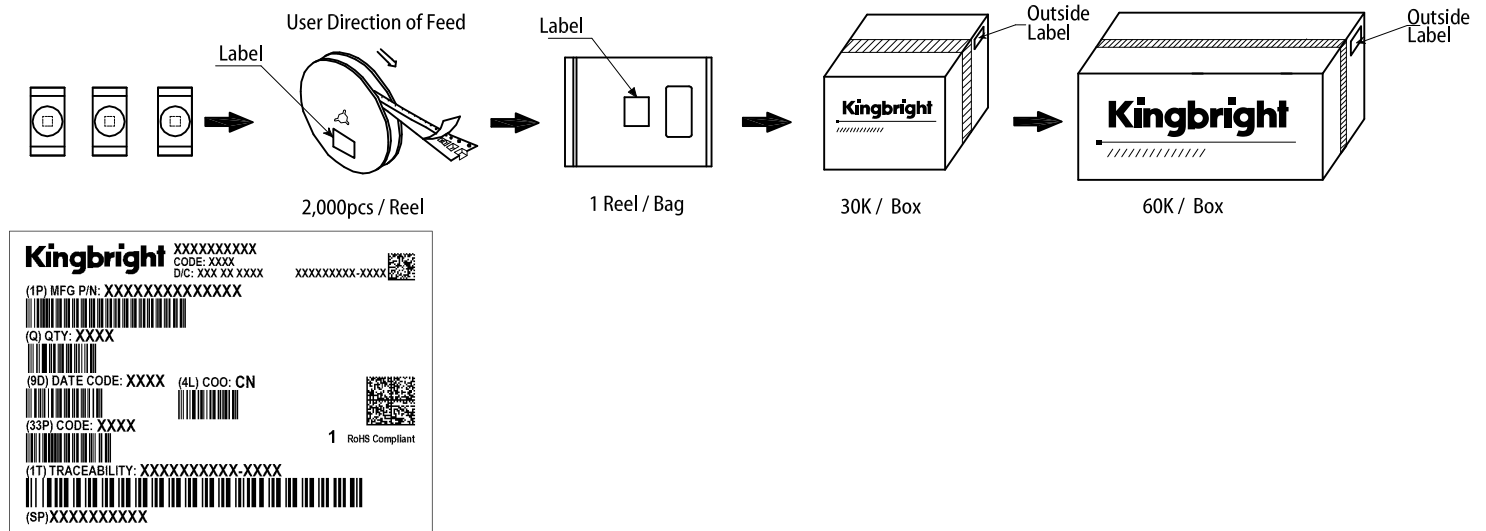 User Direction of Feed
Label
2,000pcs / Reel
Label
1 Reel / Bag
Outside
Label
Kingbright
30K / Box
Outside
Label
Kingbright
60K / Box
Kingbright
XXXXXXXXXX
CODE: XXXX
D/C: XXX XX XXXX
XXXXXXXXX-XXXX
(1P) MFG P/N: XXXXXXXXXXXXXX
(Q) QTY: XXXX
(9D) DATE CODE: XXXX (4L) COO: CN
(33P) CODE: XXXX
1 RoHS Compliant
(1T) TRACEABILITY: XXXXXXXXXX-XXXX
(SP)XXXXXXXXXX